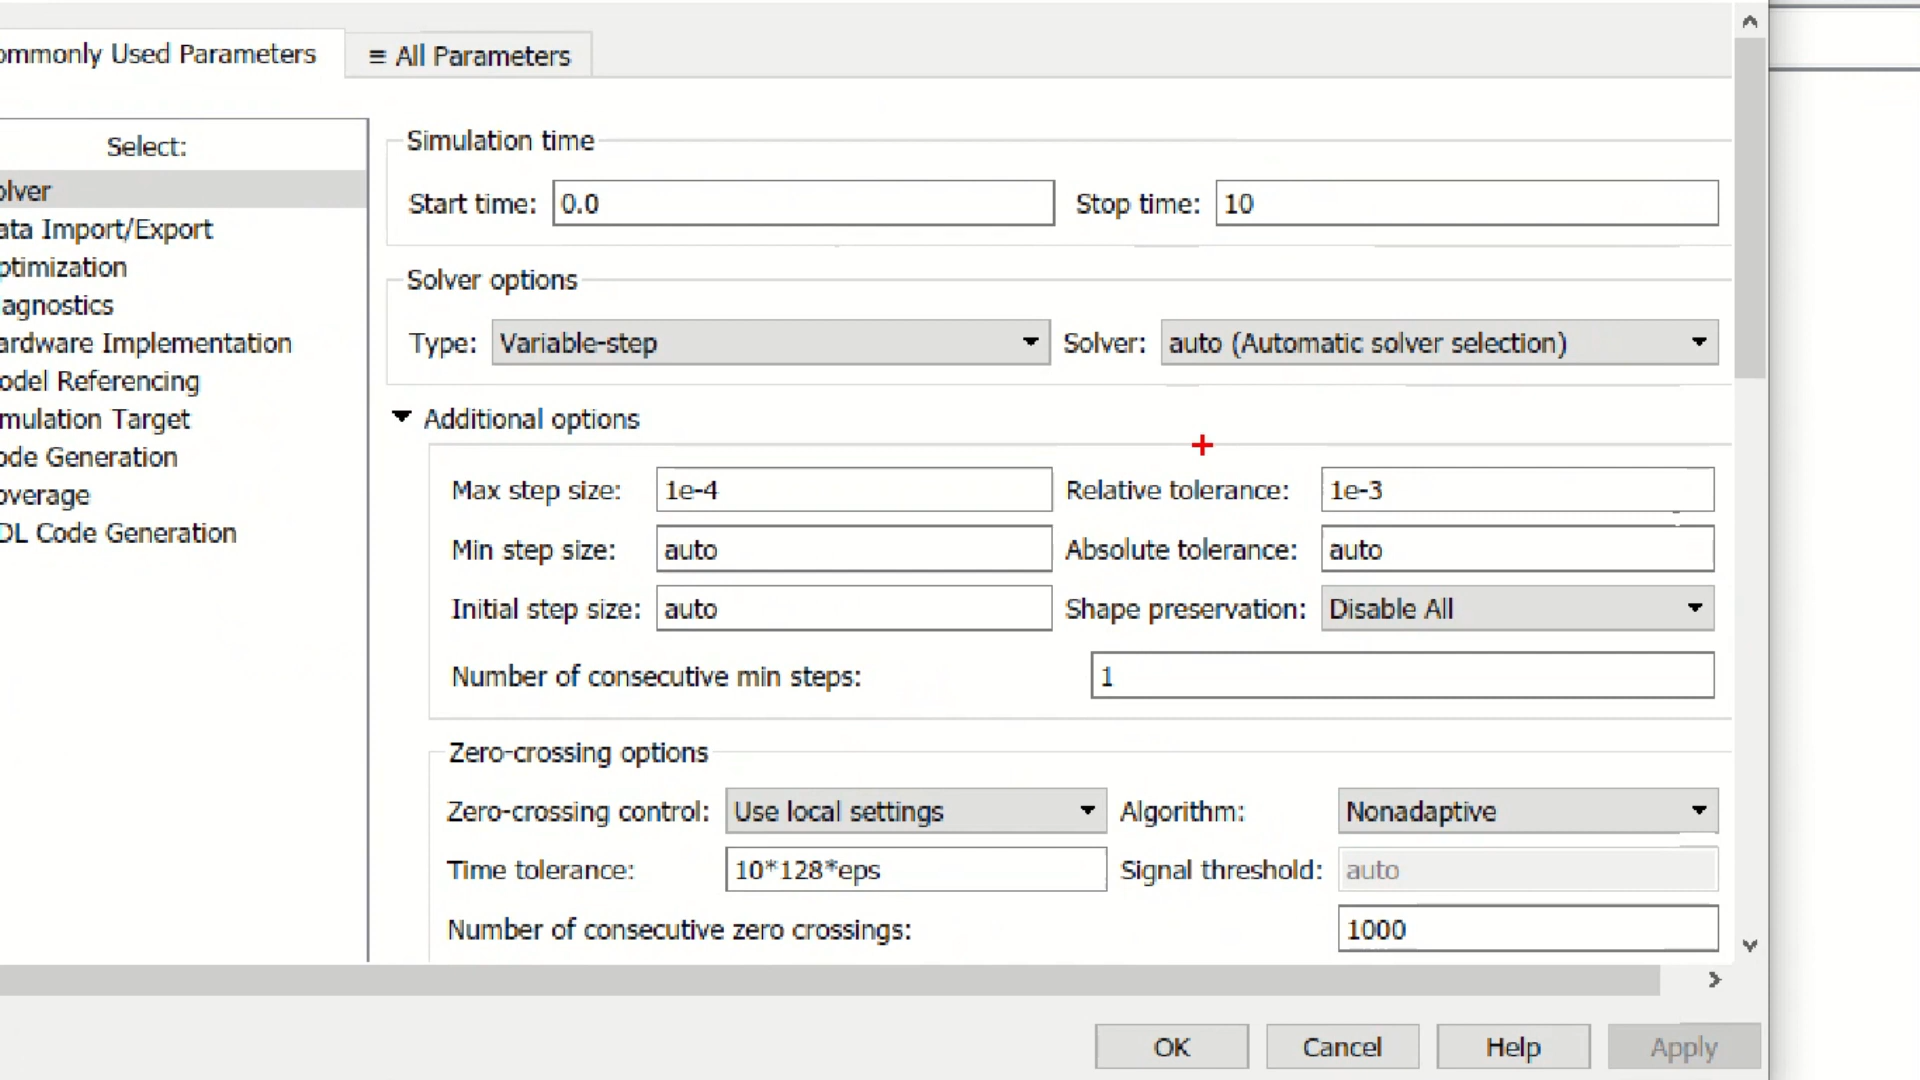 ommonly Used Parameters
≡ All Parameters
Select:
olver
ata Import/Export
ptimization
iagnostics
ardware Implementation
odel Referencing
mulation Target
ode Generation
overage
DL Code Generation
Simulation time
Start time: 0.0 Stop time: 10
Solver options
Type: Variable-step Solver: auto (Automatic solver selection)
Additional options
Max step size: 1e-4 Relative tolerance: 1e-3
Min step size: auto Absolute tolerance: auto
Initial step size: auto Shape preservation: Disable All
Number of consecutive min steps: 1
Zero-crossing options
Zero-crossing control: Use local settings Algorithm: Nonadaptive
Time tolerance: 10*128*eps Signal threshold: auto
Number of consecutive zero crossings: 1000
OK Cancel Help Apply